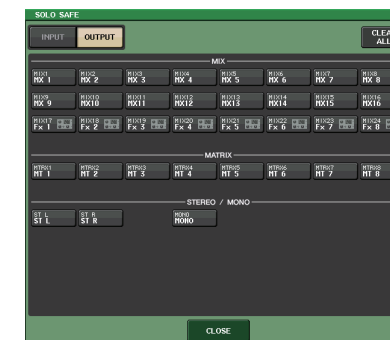 SOLO SAFE
INPUT OUTPUT CLEA
ALL
MIX
MIX1 MIX2 MIX3 MIX4 MIX5 MIX6 MIX7 MIX8
MX 1 MX 2 MX 3 MX 4 MX 5 MX 6 MX 7 MX 8
MIX9 MIX10 MIX11 MIX12 MIX13 MIX14 MIX15 MIX16
MX 9 MX10 MX11 MX12 MX13 MX14 MX15 MX16
MIX17 MIX18 MIX19 MIX20 MIX21 MIX22 MIX23 MIX24
Fx 1 Fx 2 Fx 3 Fx 4 Fx 5 Fx 6 Fx 7 Fx 8
MATRIX
MTRX1 MTRX2 MTRX3 MTRX4 MTRX5 MTRX6 MTRX7 MTRX8
MT 1 MT 2 MT 3 MT 4 MT 5 MT 6 MT 7 MT 8
STEREO / MONO
ST L ST R MONO
ST L ST R MONO
CLOSE